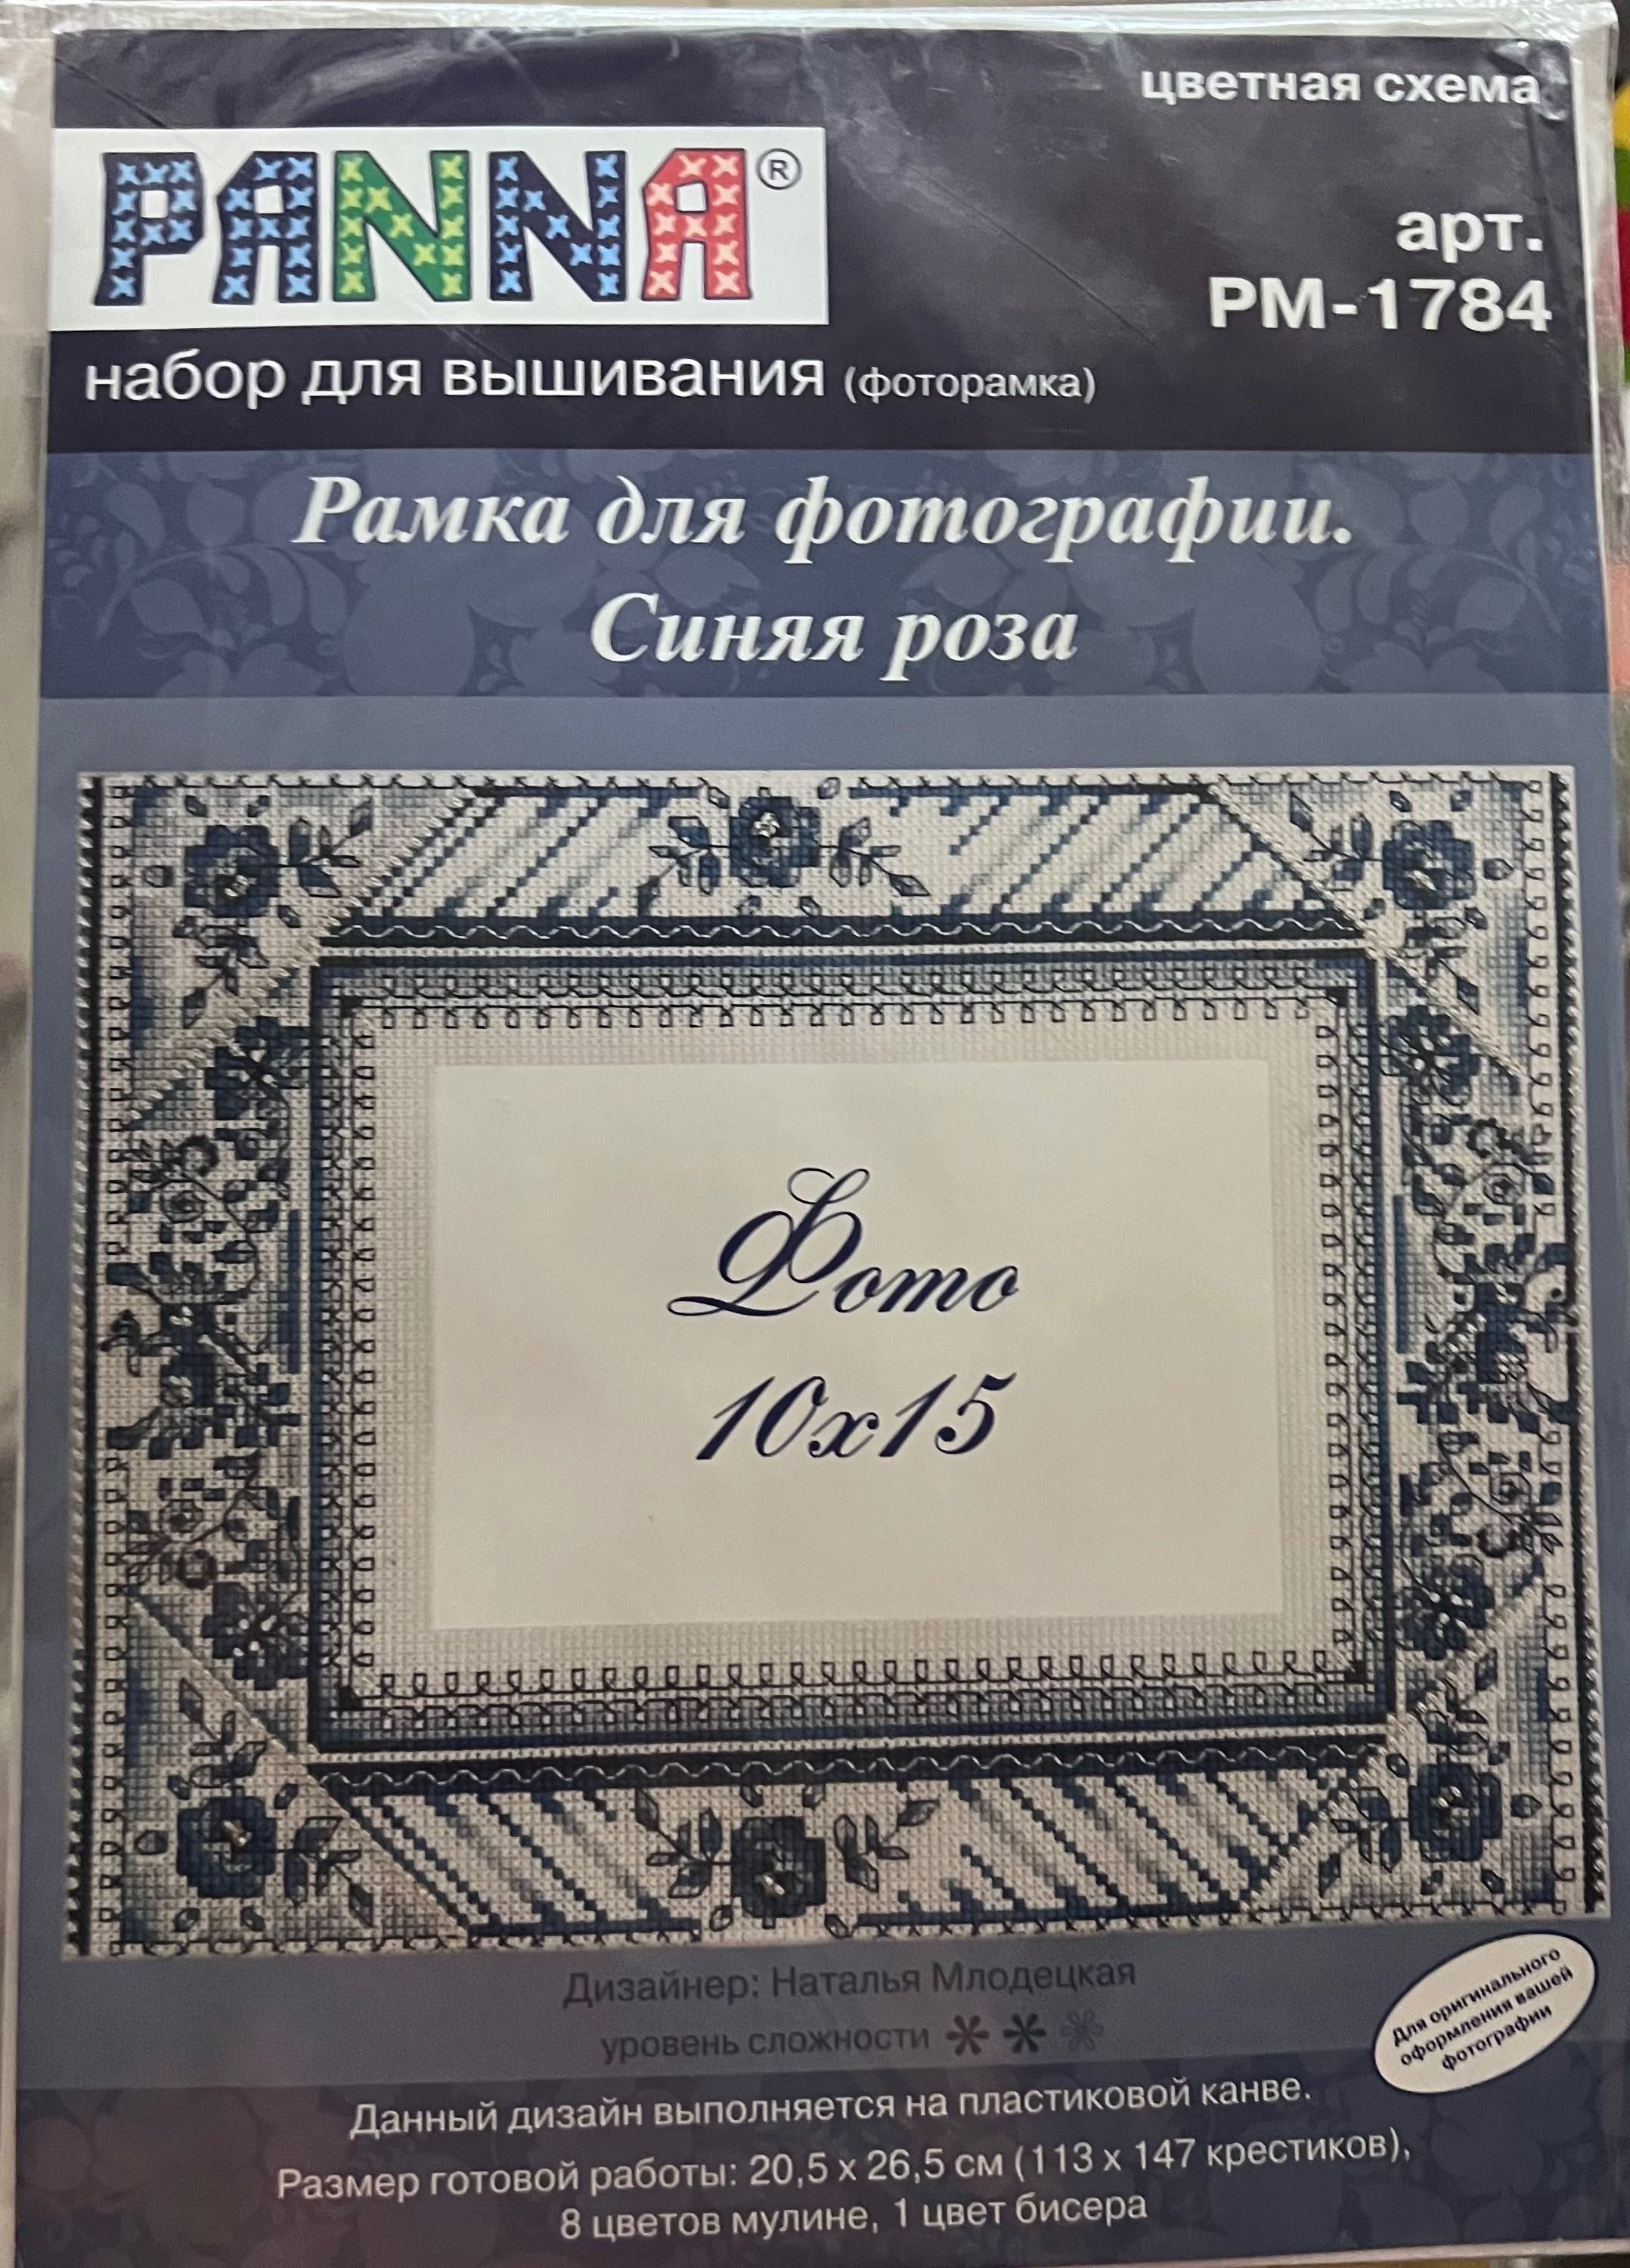 цветная схема
PANNA®
арт.
РМ-1784
набор для вышивания (фоторамка)
Рамка для фотографии.
Синяя роза
Фото
10х15
Дизайнер: Наталья Млодецкая
уровень сложности
Для оригинального
оформления вашей
фотографии
Данный дизайн выполняется на пластиковой канве.
Размер готовой работы: 20,5 х 26,5 см (113 х 147 крестиков),
8 цветов мулине, 1 цвет бисера